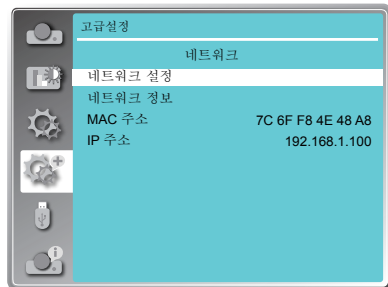 고급설정
네트워크
네트워크 설정
네트워크 정보
MAC 주소 7C 6F F8 4E 48 A8
IP 주소 192.168.1.100